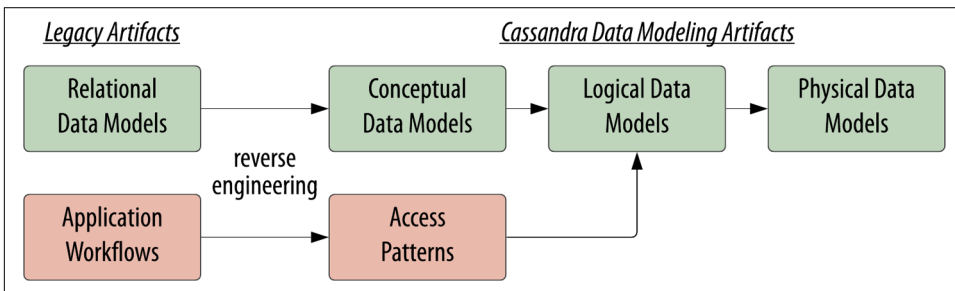 Legacy Artifacts
Cassandra Data Modeling Artifacts
Relational
Data Models
Conceptual
Data Models
Logical Data
Models
Physical Data
Models
reverse
engineering
Application
Workflows
Access
Patterns